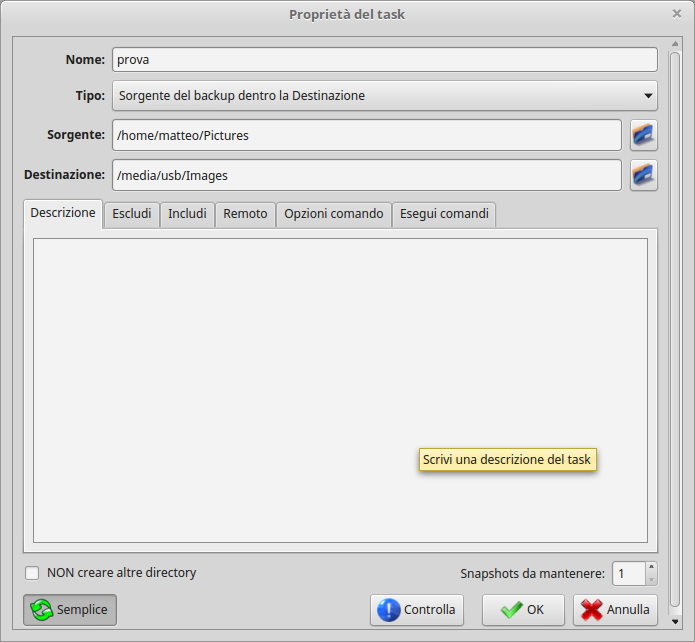 Proprietà del task
Nome: prova
Tipo: Sorgente del backup dentro la Destinazione
Sorgente: /home/matteo/Pictures
Destinazione: /media/usb/Images
Descrizione Escludi Includi Remoto Opzioni comando Esegui comandi
Scrivi una descrizione del task
NON creare altre directory Snapshots da mantenere: 1
Semplice Controlla OK Annulla